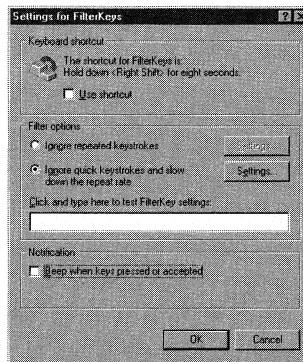 Settings for FilterKeys
Keyboard shortcut
The shortcut for FilterKeys is:
Hold down <Right Shift> for eight seconds.
Use shortcut
Filter options
Ignore repeated keystrokes
Ignore quick keystrokes and slow
down the repeat rate
Settings...
Click and type here to test FilterKey settings:
Notification
Beep when keys pressed or accepted
OK
Cancel